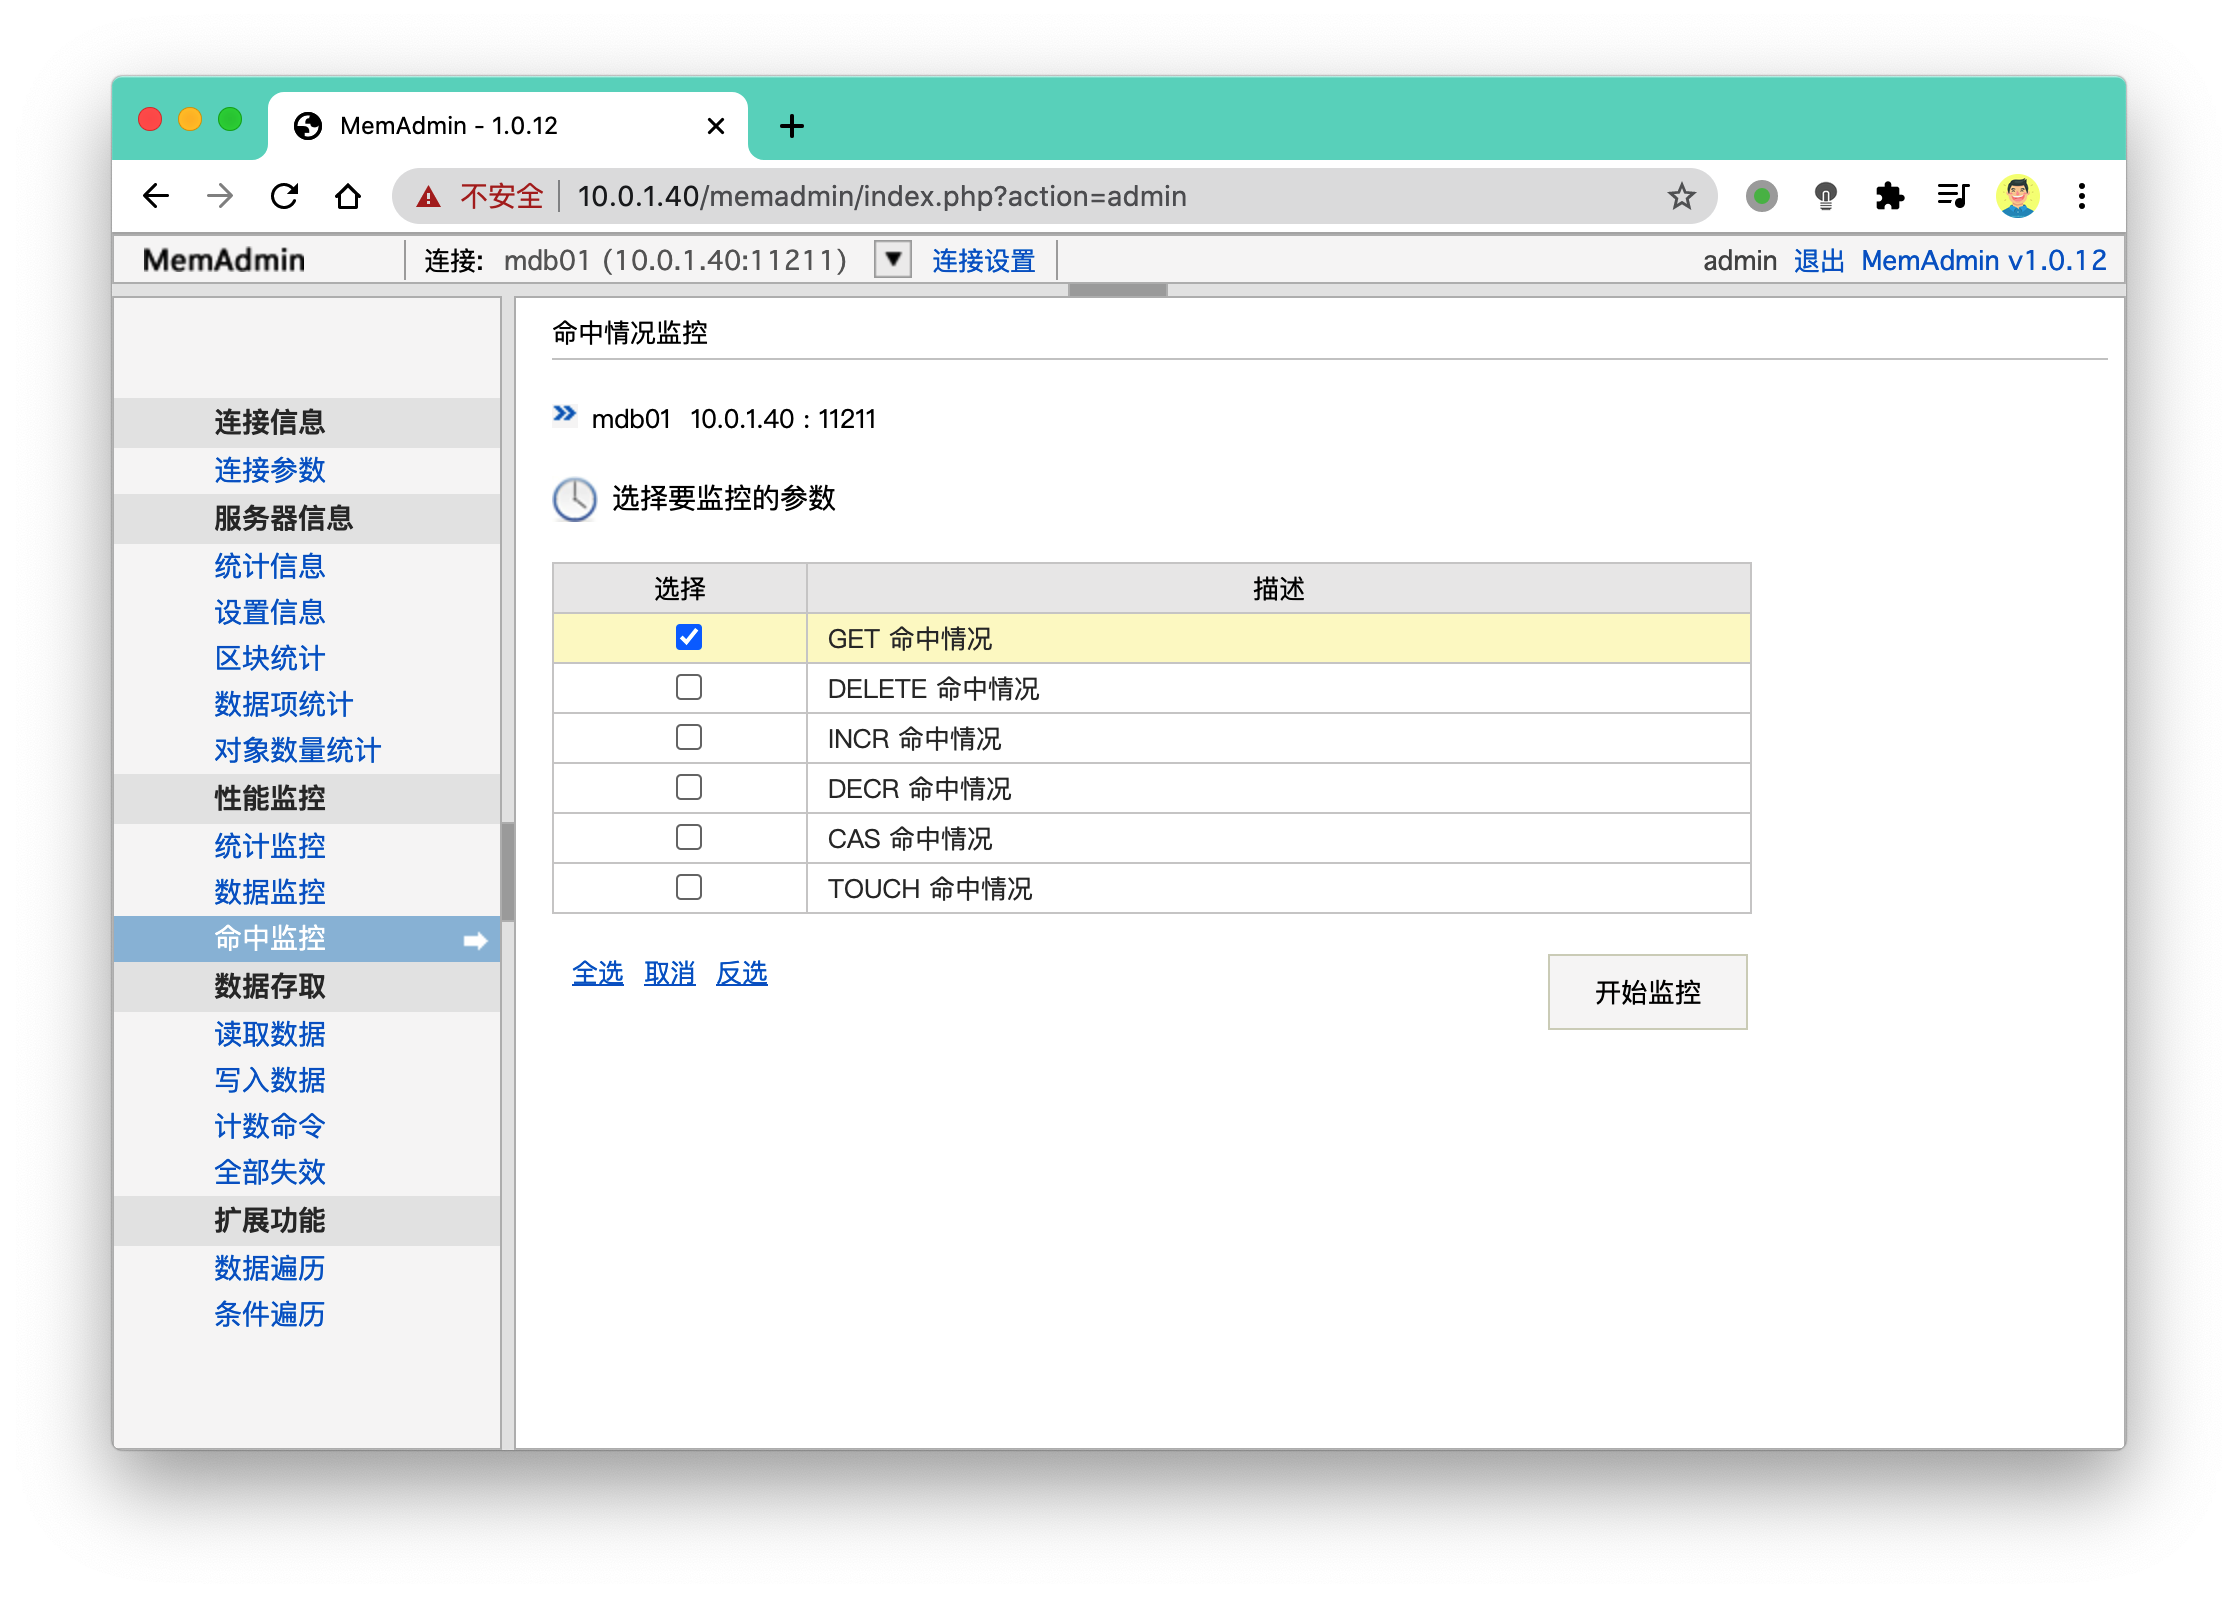 MemAdmin - 1.0.12
不安全 10.0.1.40/memadmin/index.php?action=admin
MemAdmin 连接: mdb01 (10.0.1.40:11211) 连接设置 admin 退出 MemAdmin v1.0.12
连接信息
连接参数
服务器信息
统计信息
设置信息
区块统计
数据项统计
对象数量统计
性能监控
统计监控
数据监控
命中监控
数据存取
读取数据
写入数据
计数命令
全部失效
扩展功能
数据遍历
条件遍历
命中情况监控
mdb01 10.0.1.40 : 11211
选择要监控的参数
选择 描述
GET 命中情况
DELETE 命中情况
INCR 命中情况
DECR 命中情况
CAS 命中情况
TOUCH 命中情况
全选 取消 反选
开始监控